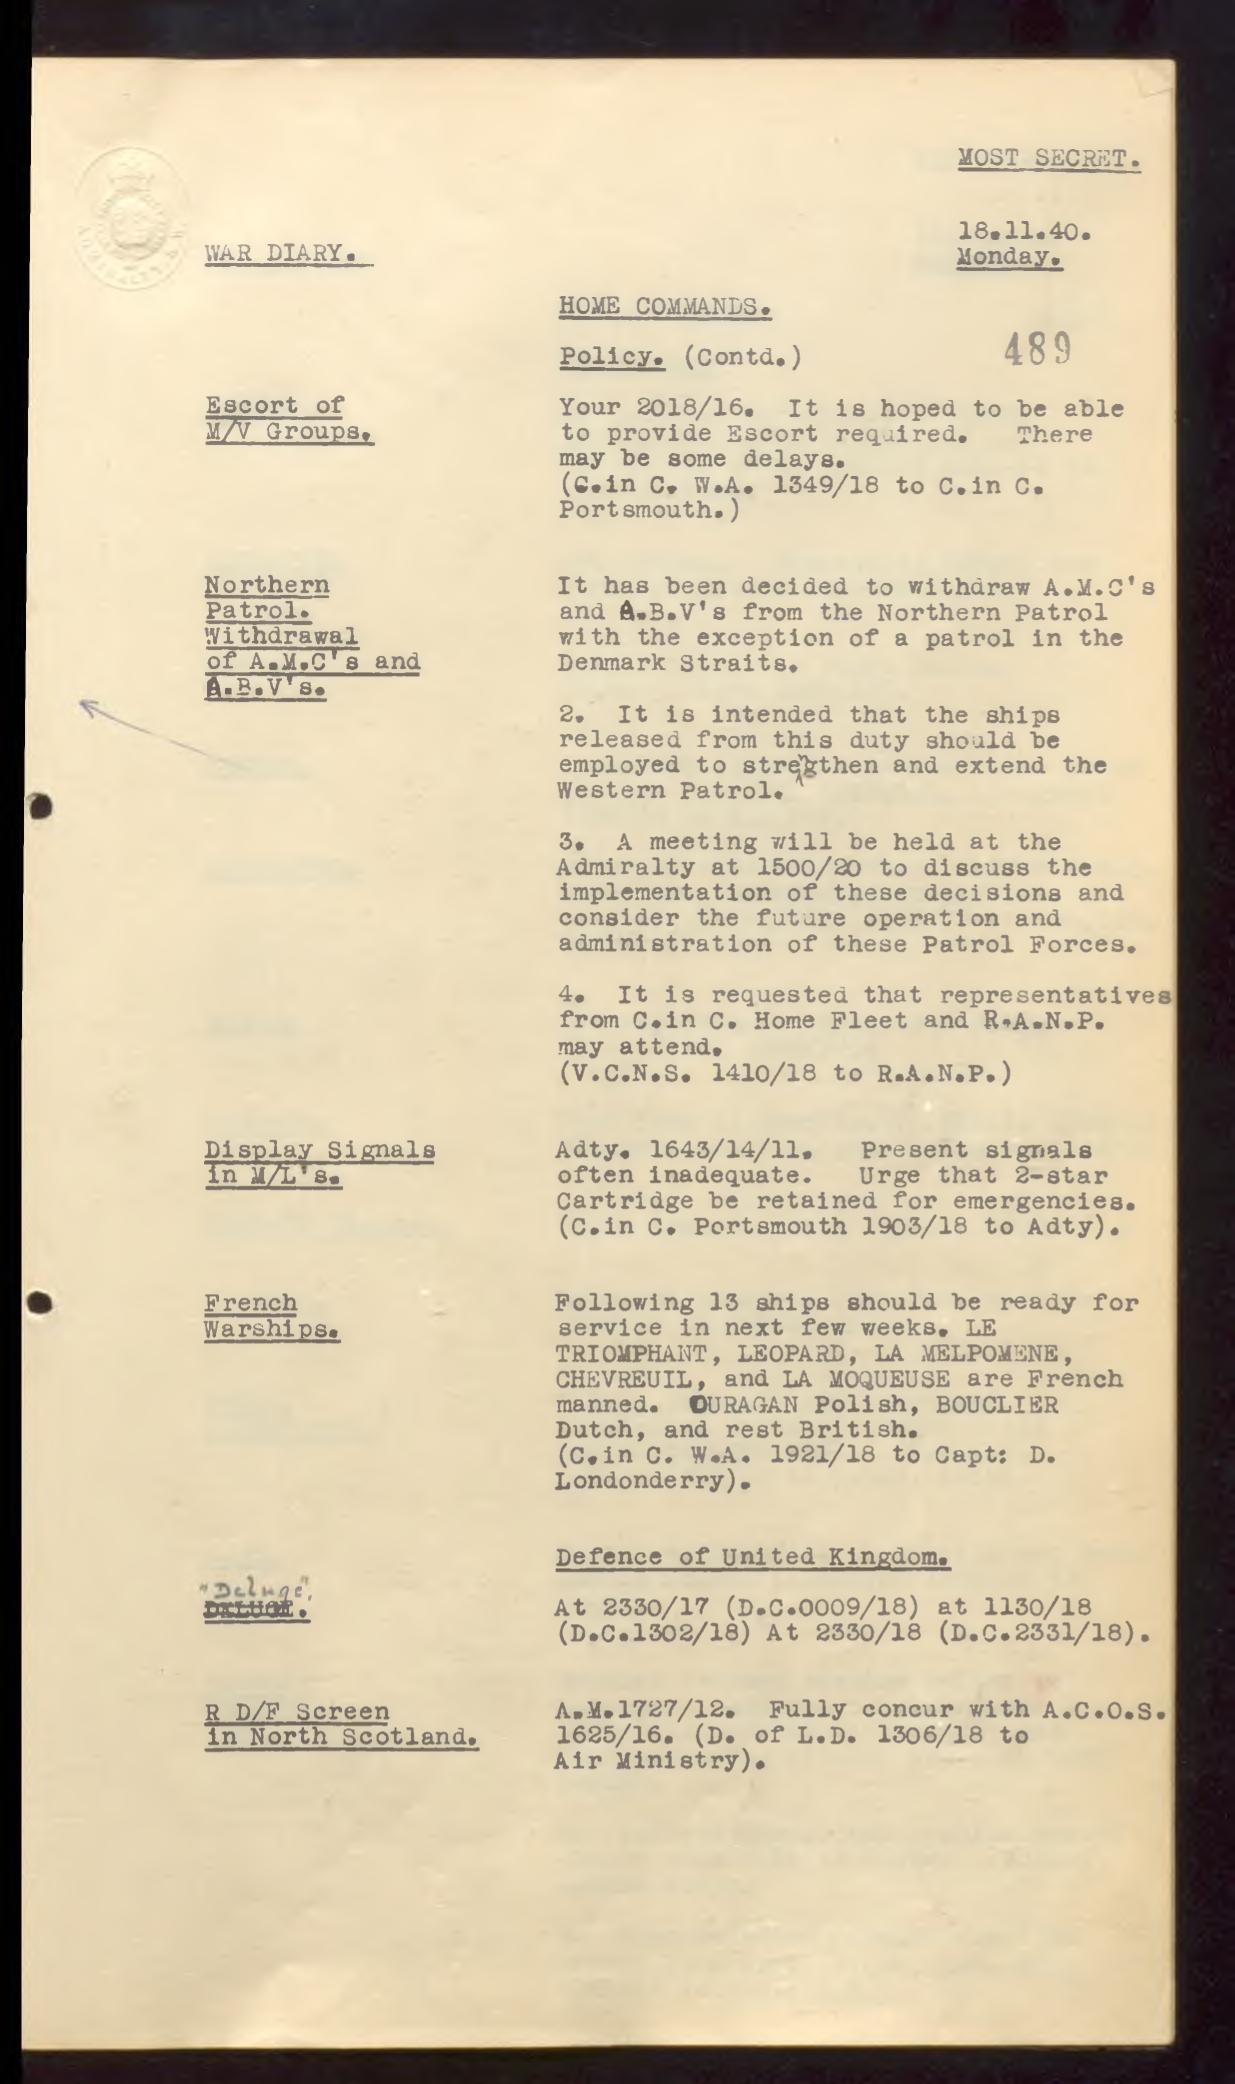 MOST SECRET.
18.11.40.
WAR DIARY.
Monday.
HOME COMMANDS.
489
Policy. (Contd.)
Escort of
M/V Groups.
Your 2018/16. It is hoped to be able
to provide Escort required. There
may be some delays.
(C.in C. W.A. 1349/18 to C.in C.
Portsmouth.)
Northern
Patrol.
Withdrawal
of A.M.C's and
A.B.V's.
It has been decided to withdraw A.M.C's
and A.B.V's from the Northern Patrol
with the exception of a patrol in the
Denmark Straits.
2. It is intended that the ships
released from this duty should be
employed to strengthen and extend the
Western Patrol.
3. A meeting will be held at the
Admiralty at 1500/20 to discuss the
implementation of these decisions and
consider the future operation and
administration of these Patrol Forces.
4. It is requested that representatives
from C.in C. Home Fleet and R.A.N.P.
may attend.
(V.C.N.S. 1410/18 to R.A.N.P.)
Display Signals
in M/L's.
Adty. 1643/14/11. Present signals
often inadequate. Urge that 2-star
Cartridge be retained for emergencies.
(C.in C. Portsmouth 1903/18 to Adty).
French
Warships.
Following 13 ships should be ready for
service in next few weeks. LE
TRIOMPHANT, LEOPARD, LA MELPOMENE,
CHEVREUIL, and LA MOQUEUSE are French
manned. OURAGAN Polish, BOUCLIER
Dutch, and rest British.
(C.in C. W.A. 1921/18 to Capt: D.
Londonderry).
Defence of United Kingdom.
"Deluge".
At 2330/17 (D.C.0009/18) at 1130/18
(D.C.1302/18) At 2330/18 (D.C.2331/18).
R D/F Screen
in North Scotland.
A.M.1727/12. Fully concur with A.C.O.S.
1625/16. (D. of L.D. 1306/18 to
Air Ministry).